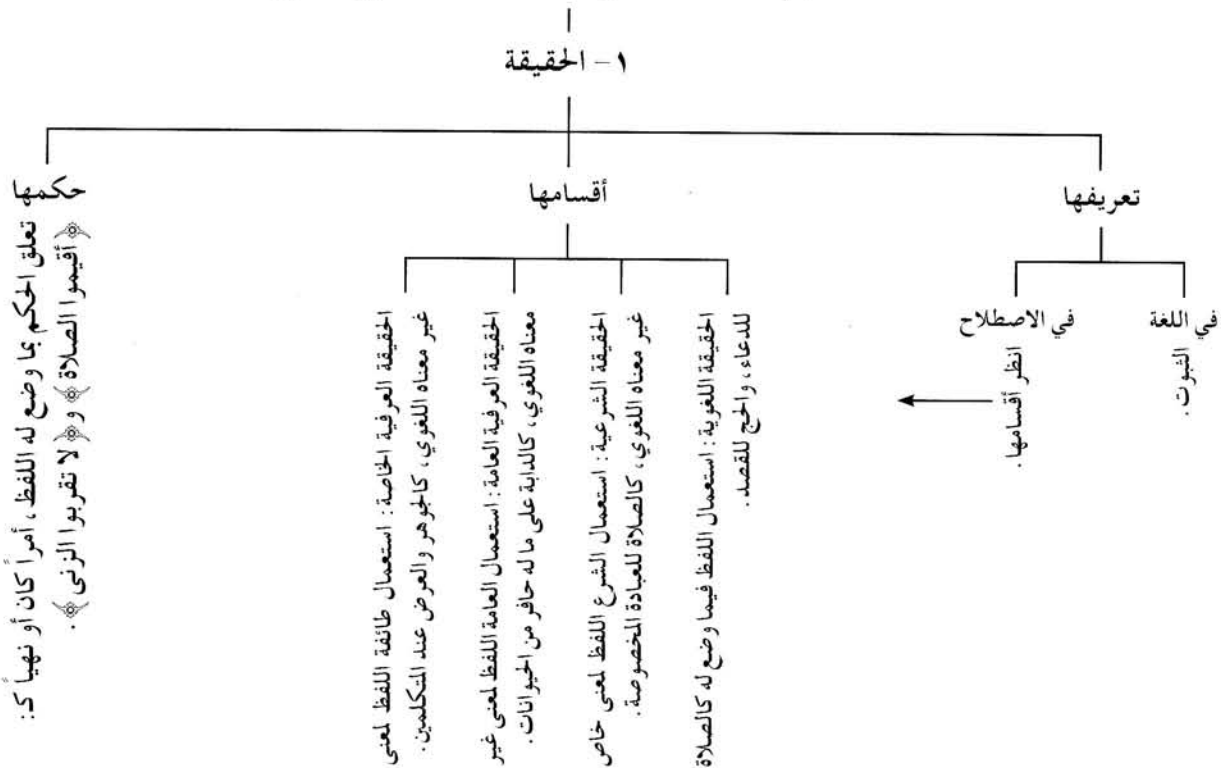 ١ - الحقيقة
تعريفها
في اللغة
الثبوت.
في الاصطلاح
انظر أقسامها.
أقسامها
الحقيقة اللغوية: استعمال اللفظ فيما وضع له كالصلاة
للدعاء، والحج للقصد.
الحقيقة الشرعية: استعمال الشرع اللفظ لمعنى خاص
غير معناه اللغوي، كالصلاة للعبادة المخصوصة.
الحقيقة العرفية العامة: استعمال العامة اللفظ لمعنى غير
معناه اللغوي، كالدابة على ما له حافر من الحيوانات.
الحقيقة العرفية الخاصة: استعمال طائفة اللفظ لمعنى
غير معناه اللغوي، كالجوهر والعرض عند المتكلمين.
حكمها
تعلق الحكم بما وضع له اللفظ، أمراً كان أو نهياً كـ:
﴿أقيموا الصلاة﴾ و ﴿لا تقربوا الزنى﴾.